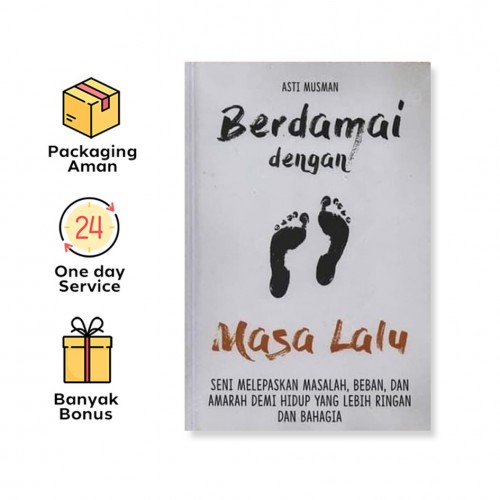 Packaging
Aman
24
One day
Service
Banyak
Bonus
ASTI MUSMAN
Berdamai
dengan
Masa Lalu
SENI MELEPASKAN MASALAH, BEBAN, DAN
AMARAH DEMI HIDUP YANG LEBIH RINGAN
DAN BAHAGIA